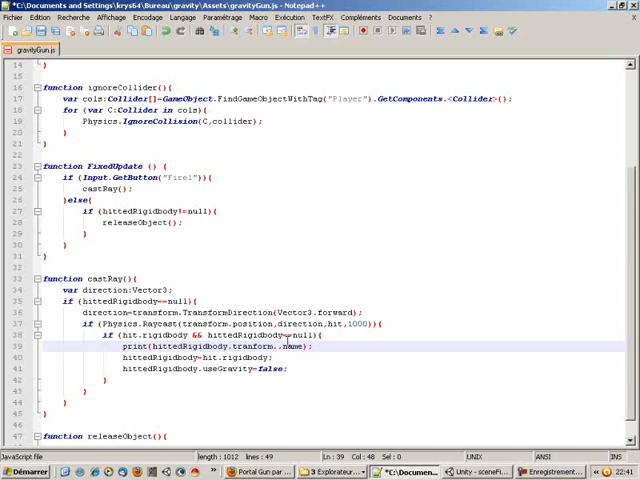 *C:\Documents and Settings\krys64\Bureau\gravity\Assets\gravityGun.js - Notepad++
Fichier Edition Recherche Affichage Encodage Langage Paramétrage Macro Exécution TextFX Compléments Documents ?
gravityGun.js
14 }
15
16 function ignoreCollider(){
17 var cols:Collider[]=GameObject.FindGameObjectWithTag("Player").GetComponents.<Collider>();
18 for (var C:Collider in cols){
19 Physics.IgnoreCollision(C,collider);
20 }
21 }
22
23 function FixedUpdate () {
24 if (Input.GetButton("Fire1")){
25 castRay();
26 }else{
27 if (hittedRigidbody!=null){
28 releaseObject();
29 }
30 }
31 }
32
33 function castRay(){
34 var direction:Vector3;
35 if (hittedRigidbody==null){
36 direction=transform.TransformDirection(Vector3.forward);
37 if (Physics.Raycast(transform.position,direction,hit,1000)){
38 if (hit.rigidbody && hittedRigidbody==null){
39 print(hittedRigidbody.tranform..name);
40 hittedRigidbody=hit.rigidbody;
41 hittedRigidbody.useGravity=false;
42 }
43 }
44 }
45 }
46
47 function releaseObject(){
JavaScript file length : 1012 lines : 49 Ln : 39 Col : 48 Sel : 0 UNIX ANSI INS
Démarrer Portal Gun par 3 Explorateur... *C:\Documen... Unity - sceneFi... Enregistrement... 22:41